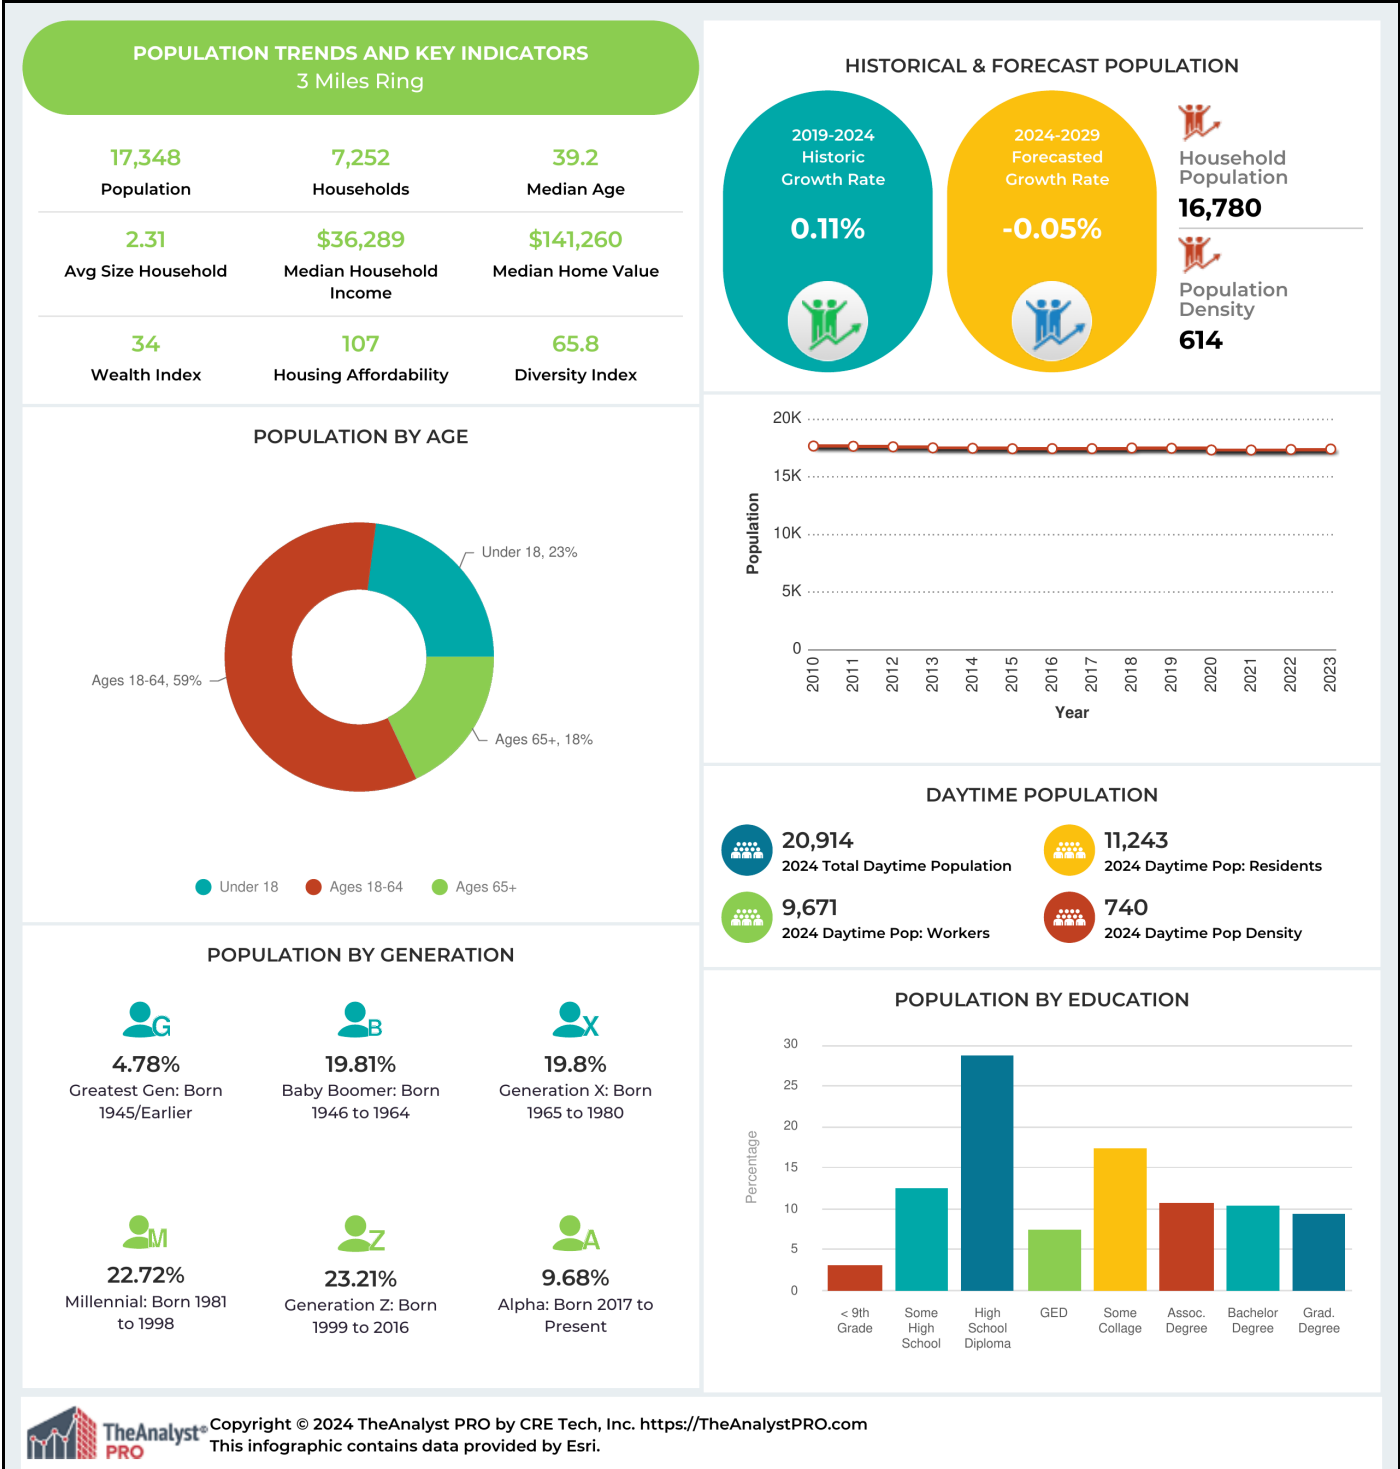 POPULATION TRENDS AND KEY INDICATORS
3 Miles Ring
17,348
Population
7,252
Households
39.2
Median Age
2.31
Avg Size Household
$36,289
Median Household
Income
$141,260
Median Home Value
34
Wealth Index
107
Housing Affordability
65.8
Diversity Index
HISTORICAL & FORECAST POPULATION
2019-2024
Historic
Growth Rate
0.11%
2024-2029
Forecasted
Growth Rate
-0.05%
Household
Population
16,780
Population
Density
614
POPULATION BY AGE
Under 18, 23%
Ages 18-64, 59%
Ages 65+, 18%
Under 18
Ages 18-64
Ages 65+
20K
15K
10K
5K
0
Population
2010
2011
2012
2013
2014
2015
2016
2017
2018
2019
2020
2021
2022
2023
Year
DAYTIME POPULATION
20,914
2024 Total Daytime Population
11,243
2024 Daytime Pop: Residents
9,671
2024 Daytime Pop: Workers
740
2024 Daytime Pop Density
POPULATION BY GENERATION
G
4.78%
Greatest Gen: Born
1945/Earlier
B
19.81%
Baby Boomer: Born
1946 to 1964
X
19.8%
Generation X: Born
1965 to 1980
M
22.72%
Millennial: Born 1981
to 1998
Z
23.21%
Generation Z: Born
1999 to 2016
A
9.68%
Alpha: Born 2017 to
Present
POPULATION BY EDUCATION
30
25
20
15
10
5
0
Percentage
< 9th
Grade
Some
High
School
High
School
Diploma
GED
Some
Collage
Assoc.
Degree
Bachelor
Degree
Grad.
Degree
TheAnalyst®
PRO
Copyright © 2024 TheAnalyst PRO by CRE Tech, Inc. https://TheAnalystPRO.com
This infographic contains data provided by Esri.